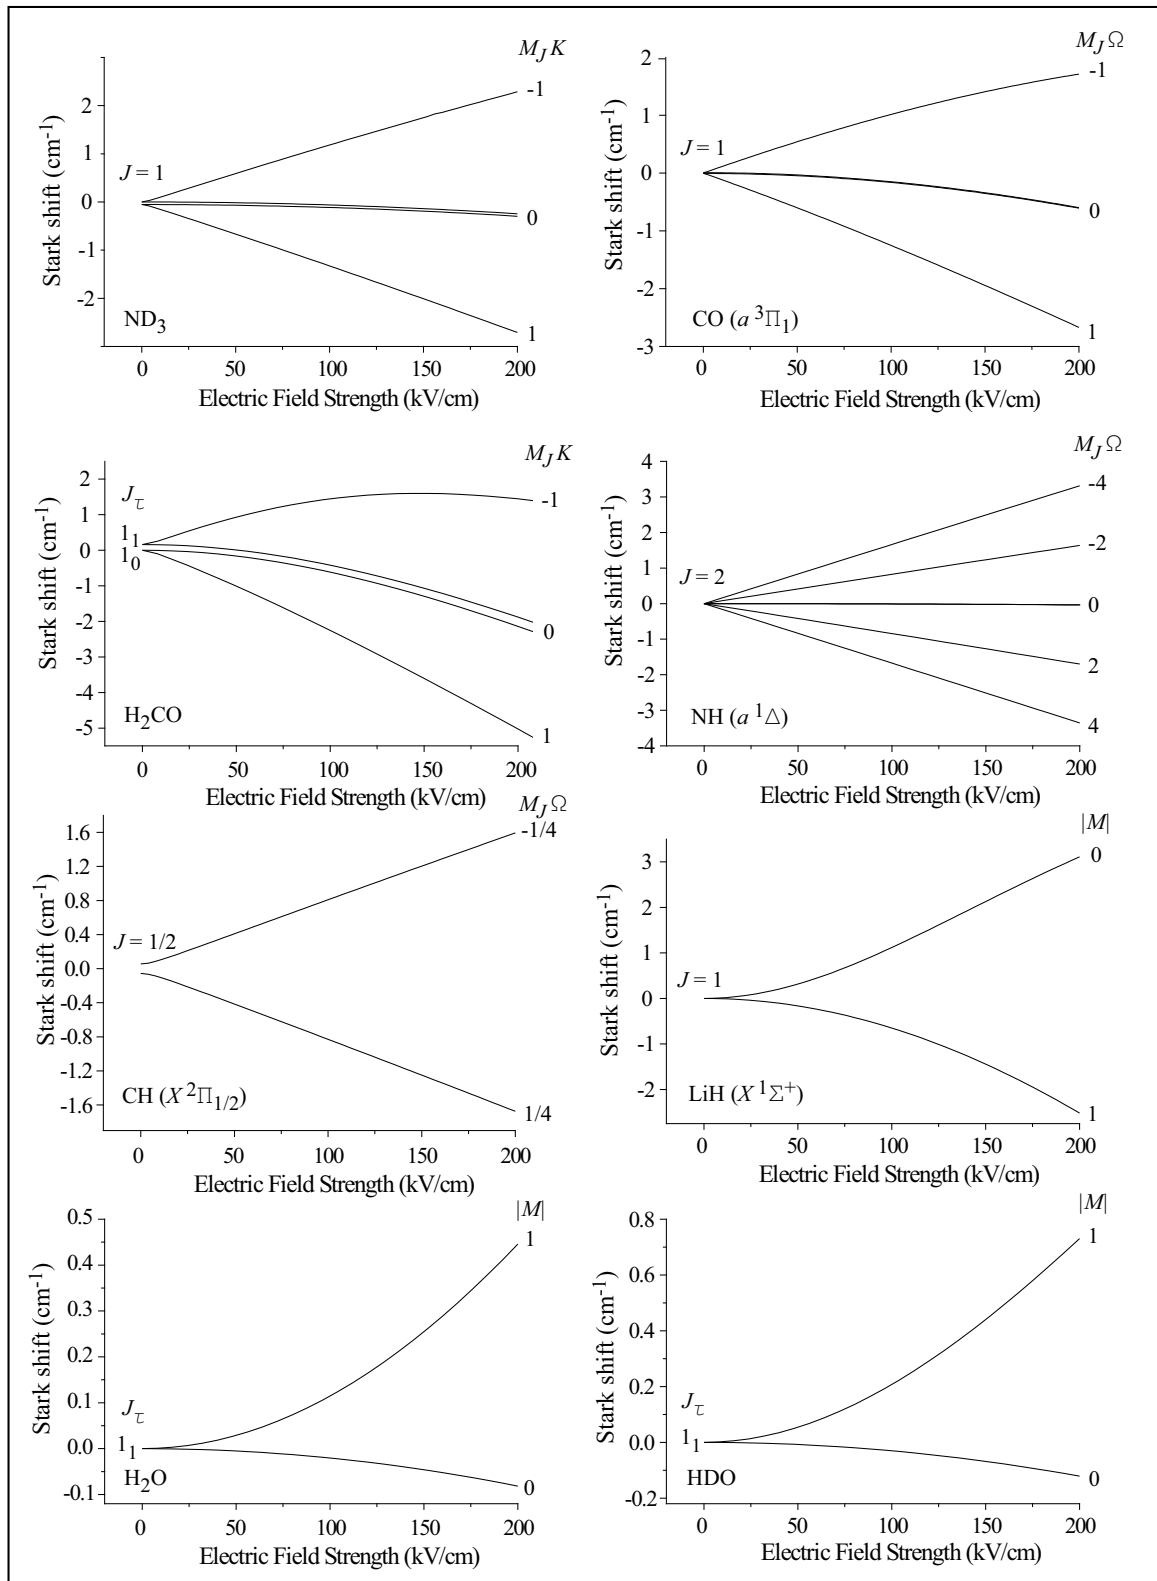 M_J K
-1
2
1
0
-1
-2
J = 1
0
1
ND3
Stark shift (cm-1)
0 50 100 150 200
Electric Field Strength (kV/cm)
M_J Ω
2
1
0
-1
-2
-3
-1
J = 1
0
1
CO (a 3Π1)
Stark shift (cm-1)
0 50 100 150 200
Electric Field Strength (kV/cm)
M_J K
2
1
0
-1
-2
-3
-4
-5
-1
Jτ
11
10
0
1
H2CO
Stark shift (cm-1)
0 50 100 150 200
Electric Field Strength (kV/cm)
M_J Ω
4
3
2
1
0
-1
-2
-3
-4
-4
-2
J = 2
0
2
4
NH (a 1Δ)
Stark shift (cm-1)
0 50 100 150 200
Electric Field Strength (kV/cm)
M_J Ω
1.6
1.2
0.8
0.4
0.0
-0.4
-0.8
-1.2
-1.6
-1/4
J = 1/2
1/4
CH (X 2Π1/2)
Stark shift (cm-1)
0 50 100 150 200
Electric Field Strength (kV/cm)
|M|
3
2
1
0
-1
-2
0
J = 1
1
LiH (X 1Σ+)
Stark shift (cm-1)
0 50 100 150 200
Electric Field Strength (kV/cm)
|M|
0.5
0.4
0.3
0.2
0.1
0.0
-0.1
1
Jτ
11
0
H2O
Stark shift (cm-1)
0 50 100 150 200
Electric Field Strength (kV/cm)
|M|
0.8
0.6
0.4
0.2
0.0
-0.2
1
Jτ
11
0
HDO
Stark shift (cm-1)
0 50 100 150 200
Electric Field Strength (kV/cm)